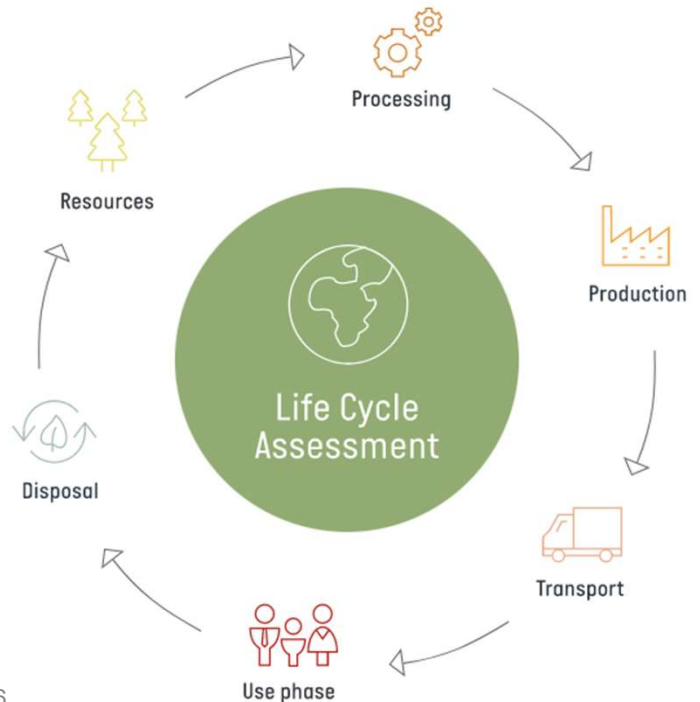 Processing
Resources
Production
Life Cycle
Assessment
Disposal
Transport
Use phase